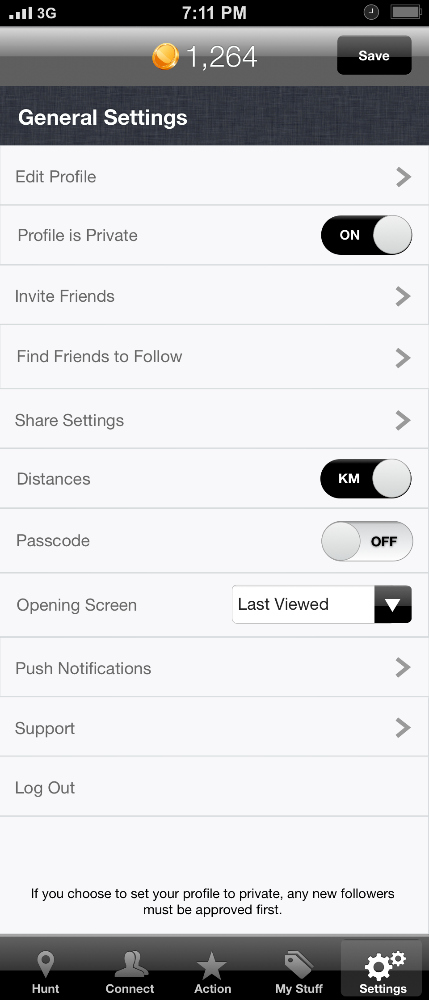 3G 7:11 PM
1,264 Save
General Settings
Edit Profile
Profile is Private ON
Invite Friends
Find Friends to Follow
Share Settings
Distances KM
Passcode OFF
Opening Screen Last Viewed
Push Notifications
Support
Log Out
If you choose to set your profile to private, any new followers
must be approved first.
Hunt Connect Action My Stuff Settings